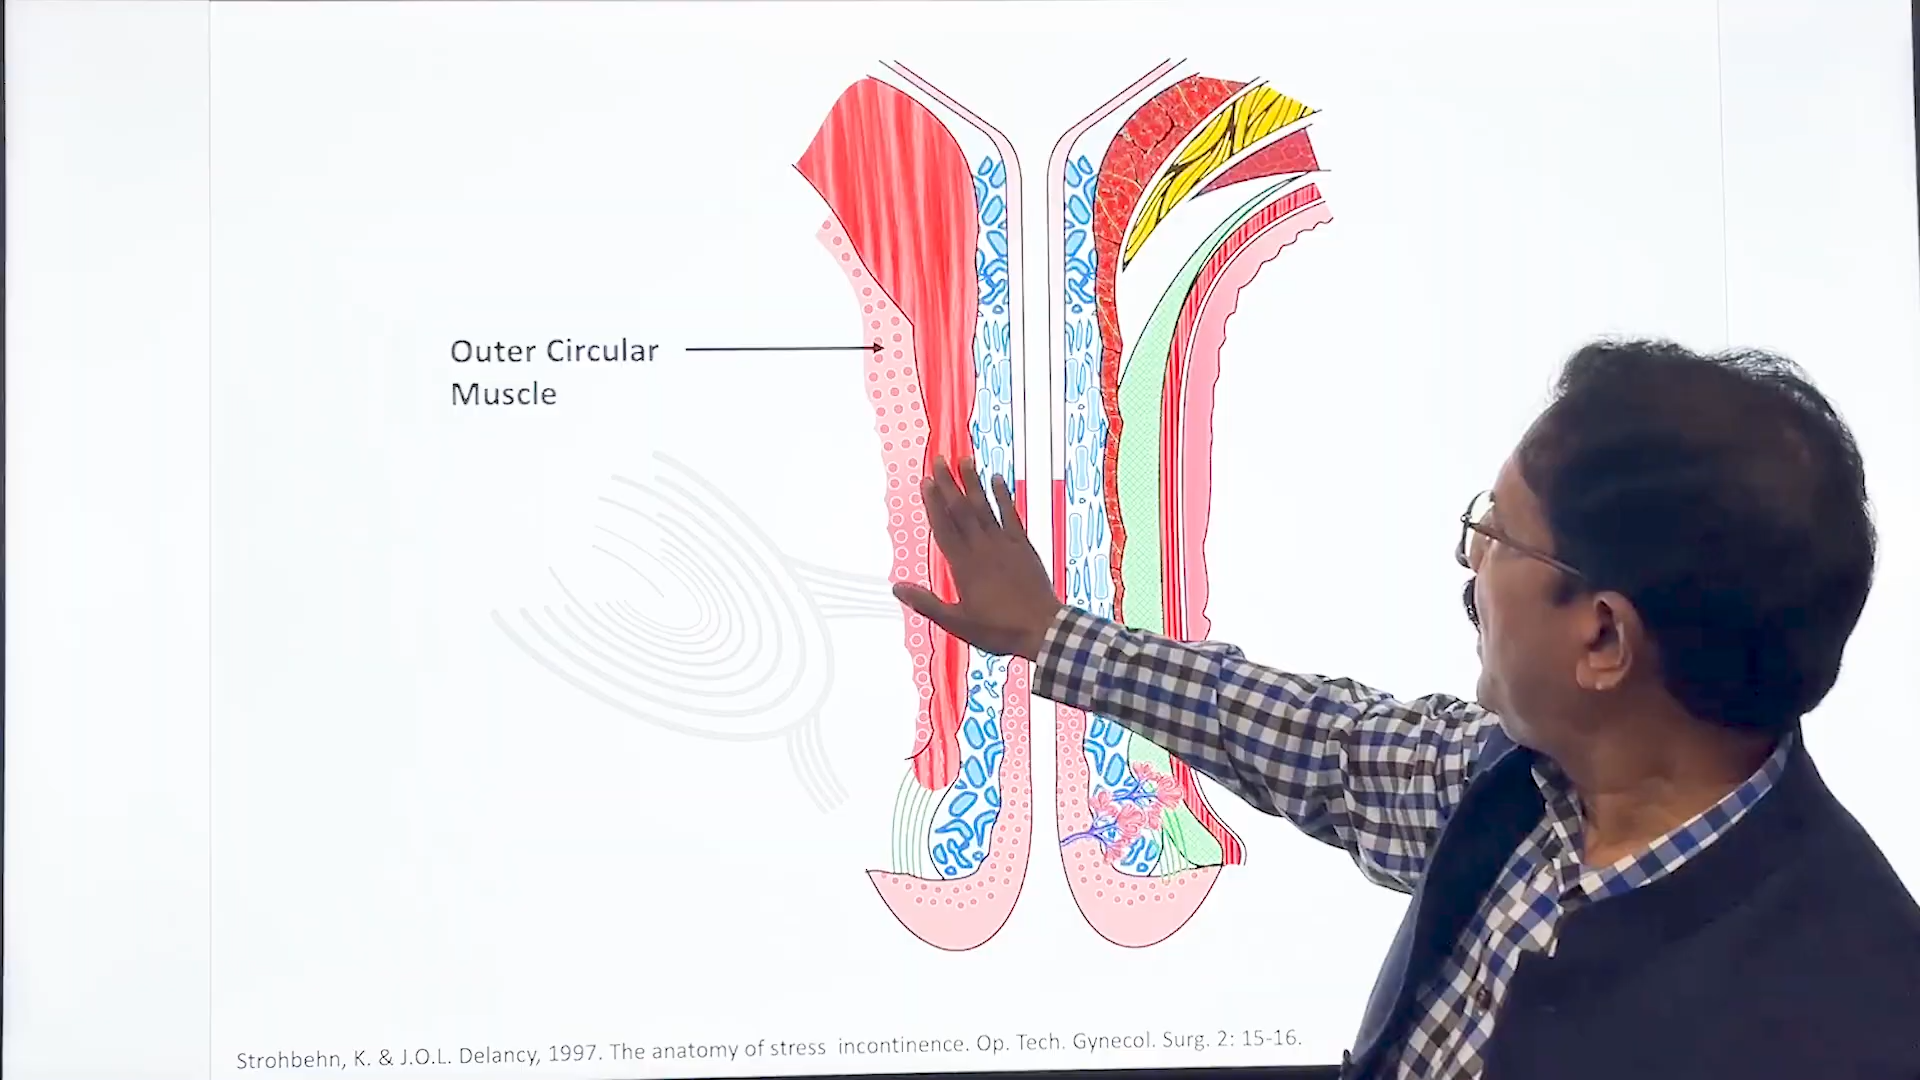 Outer Circular
Muscle
Strohbehn, K. & J.O.L. Delancy, 1997. The anatomy of stress incontinence. Op. Tech. Gynecol. Surg. 2: 15-16.